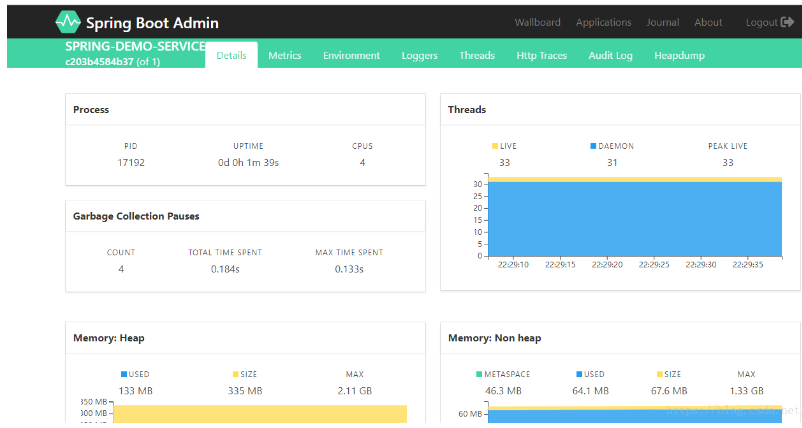 Spring Boot Admin
Wallboard Applications Journal About Logout
SPRING-DEMO-SERVICE
c203b4584b37 (of 1)
Details Metrics Environment Loggers Threads Http Traces Audit Log Heapdump
Process
PID UPTIME CPUS
17192 0d 0h 1m 39s 4
Garbage Collection Pauses
COUNT TOTAL TIME SPENT MAX TIME SPENT
4 0.184s 0.133s
Threads
LIVE DAEMON PEAK LIVE
33 31 33
30
25
20
15
10
5
0
22:29:10 22:29:15 22:29:20 22:29:25 22:29:30 22:29:35
Memory: Heap
USED SIZE MAX
133 MB 335 MB 2.11 GB
350 MB
300 MB
Memory: Non heap
METASPACE USED SIZE MAX
46.3 MB 64.1 MB 67.6 MB 1.33 GB
60 MB